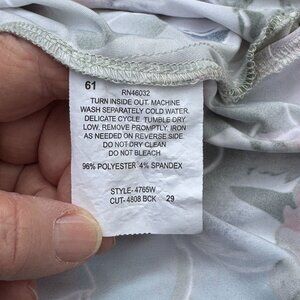 61
RN46032
TURN INSIDE OUT. MACHINE
WASH SEPARATELY COLD WATER.
DELICATE CYCLE. TUMBLE DRY
LOW. REMOVE PROMPTLY. IRON
AS NEEDED ON REVERSE SIDE.
DO NOT DRY CLEAN
DO NOT BLEACH
96% POLYESTER 4% SPANDEX
STYLE- 4765W
CUT- 4808 BCK 29